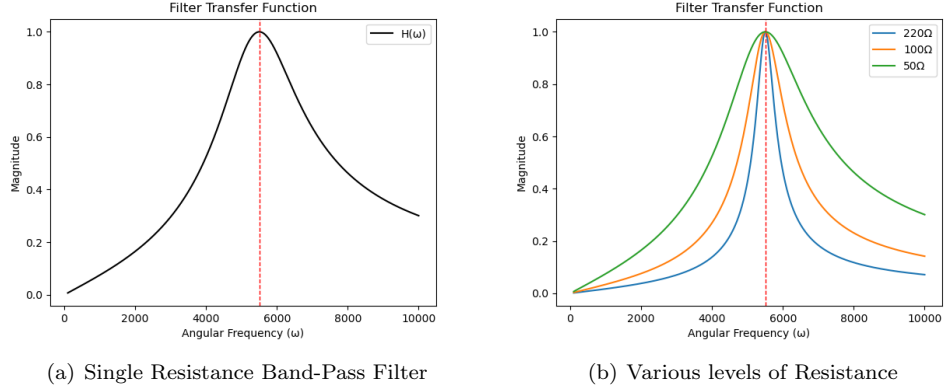 Filter Transfer Function
H(ω)
Magnitude
1.0
0.8
0.6
0.4
0.2
0.0
0
2000
4000
6000
8000
10000
Angular Frequency (ω)
(a) Single Resistance Band-Pass Filter
Filter Transfer Function
220Ω
100Ω
50Ω
Magnitude
1.0
0.8
0.6
0.4
0.2
0.0
0
2000
4000
6000
8000
10000
Angular Frequency (ω)
(b) Various levels of Resistance